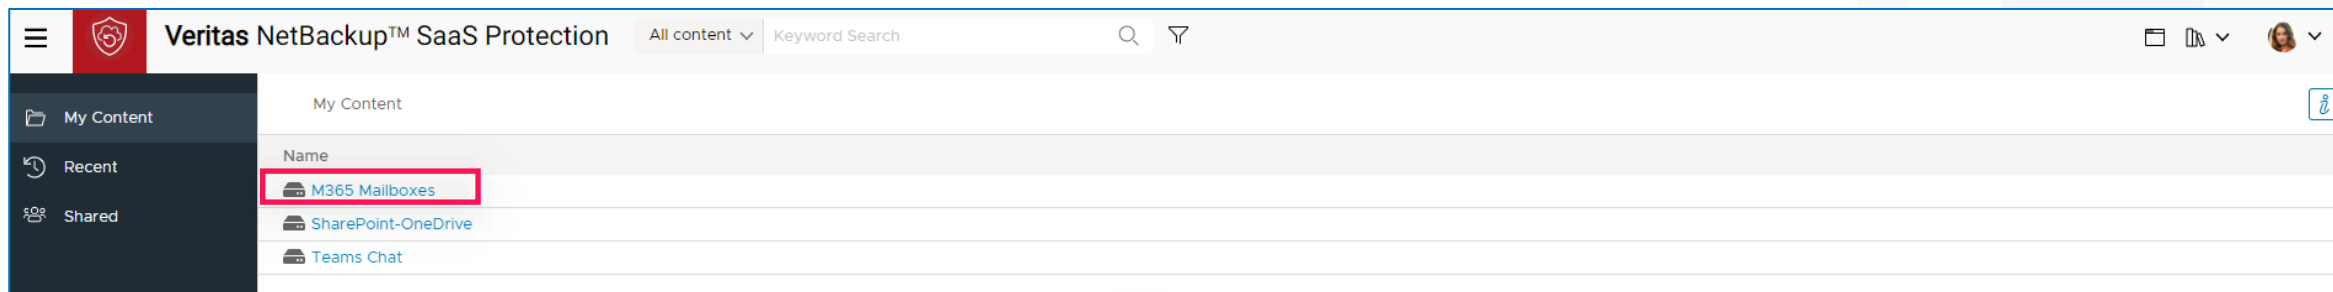 Veritas NetBackup™ SaaS Protection All content Keyword Search
My Content
Recent
Shared
My Content
Name
M365 Mailboxes
SharePoint-OneDrive
Teams Chat